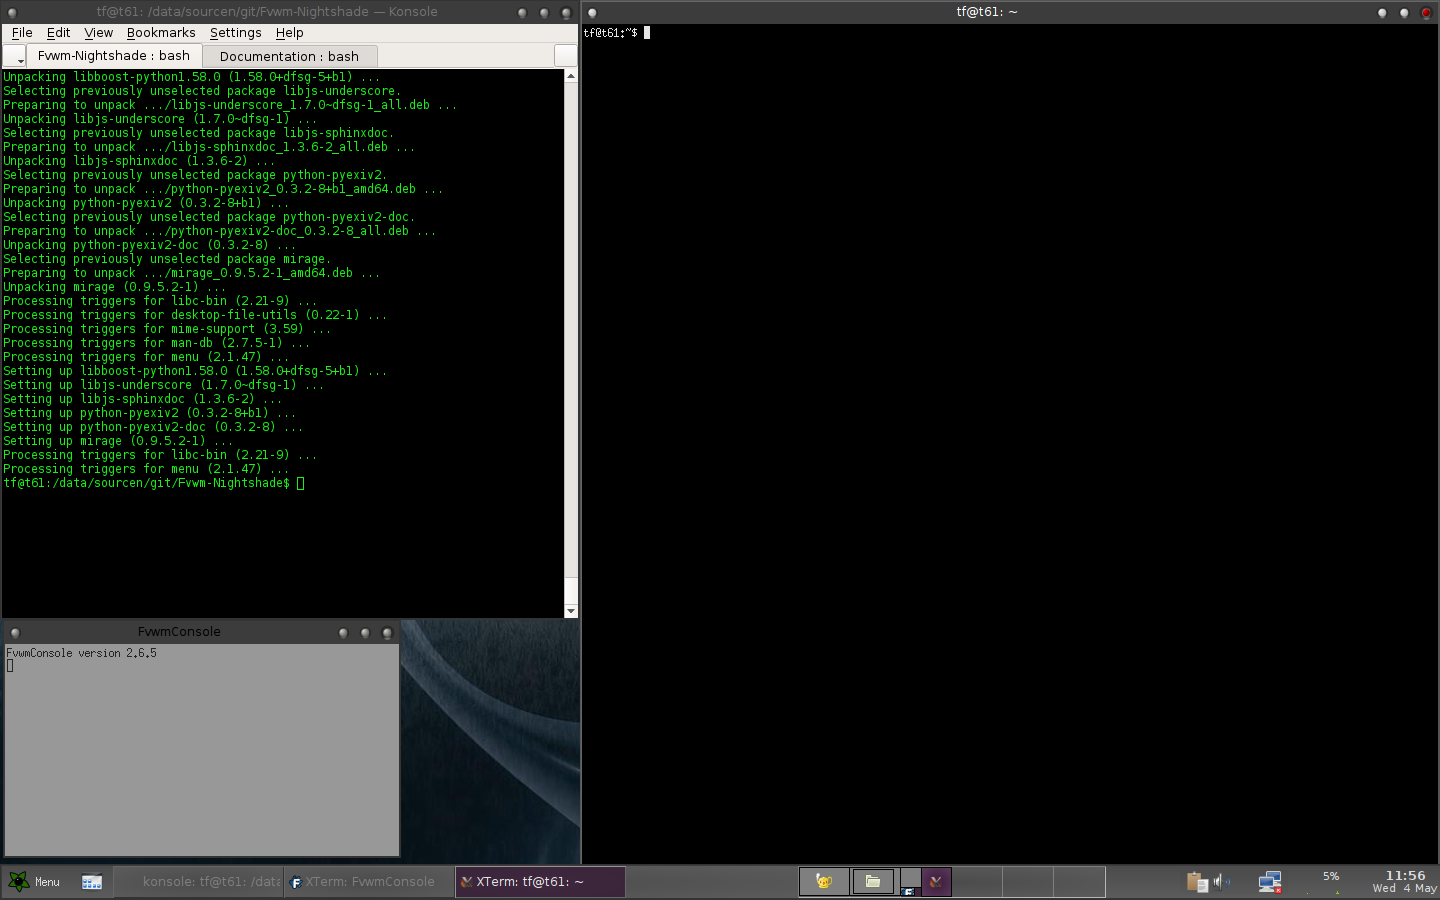 tf@t61: /data/sourcen/git/Fvwm-Nightshade — Konsole
File Edit View Bookmarks Settings Help
Fvwm-Nightshade : bash
Documentation : bash
Unpacking libboost-python1.58.0 (1.58.0+dfsg-5+b1) ...
Selecting previously unselected package libjs-underscore.
Preparing to unpack .../libjs-underscore_1.7.0~dfsg-1_all.deb ...
Unpacking libjs-underscore (1.7.0~dfsg-1) ...
Selecting previously unselected package libjs-sphinxdoc.
Preparing to unpack .../libjs-sphinxdoc_1.3.6-2_all.deb ...
Unpacking libjs-sphinxdoc (1.3.6-2) ...
Selecting previously unselected package python-pyexiv2.
Preparing to unpack .../python-pyexiv2_0.3.2-8+b1_amd64.deb ...
Unpacking python-pyexiv2 (0.3.2-8+b1) ...
Selecting previously unselected package python-pyexiv2-doc.
Preparing to unpack .../python-pyexiv2-doc_0.3.2-8_all.deb ...
Unpacking python-pyexiv2-doc (0.3.2-8) ...
Selecting previously unselected package mirage.
Preparing to unpack .../mirage_0.9.5.2-1_amd64.deb ...
Unpacking mirage (0.9.5.2-1) ...
Processing triggers for libc-bin (2.21-9) ...
Processing triggers for desktop-file-utils (0.22-1) ...
Processing triggers for mime-support (3.59) ...
Processing triggers for man-db (2.7.5-1) ...
Processing triggers for menu (2.1.47) ...
Setting up libboost-python1.58.0 (1.58.0+dfsg-5+b1) ...
Setting up libjs-underscore (1.7.0~dfsg-1) ...
Setting up libjs-sphinxdoc (1.3.6-2) ...
Setting up python-pyexiv2 (0.3.2-8+b1) ...
Setting up python-pyexiv2-doc (0.3.2-8) ...
Setting up mirage (0.9.5.2-1) ...
Processing triggers for libc-bin (2.21-9) ...
Processing triggers for menu (2.1.47) ...
tf@t61:/data/sourcen/git/Fvwm-Nightshade$
FvwmConsole
FvwmConsole version 2.6.5
tf@t61: ~
tf@t61:~$
Menu
konsole: tf@t61: /data
XTerm: FvwmConsole
XTerm: tf@t61: ~
5%
11:56
Wed 4 May